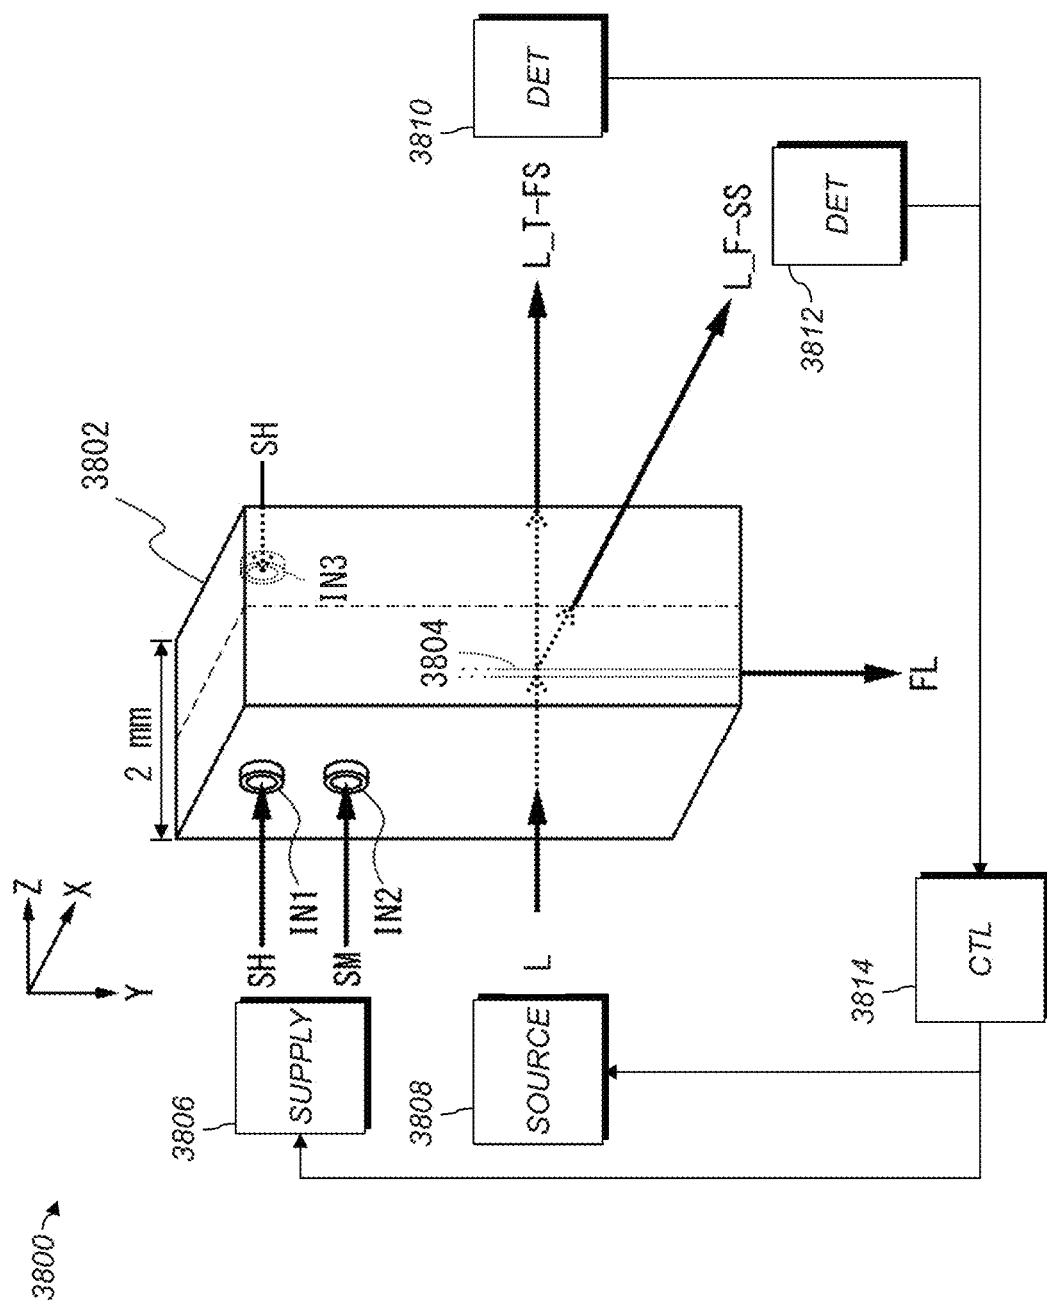 3800
Z
X
Y
2 mm
3802
3806
SUPPLY
SH
SH
IN1
IN3
SM
IN2
3808
SOURCE
L
3804
3810
DET
L_T-FS
L_F-SS
3812
DET
FL
3814
CTL